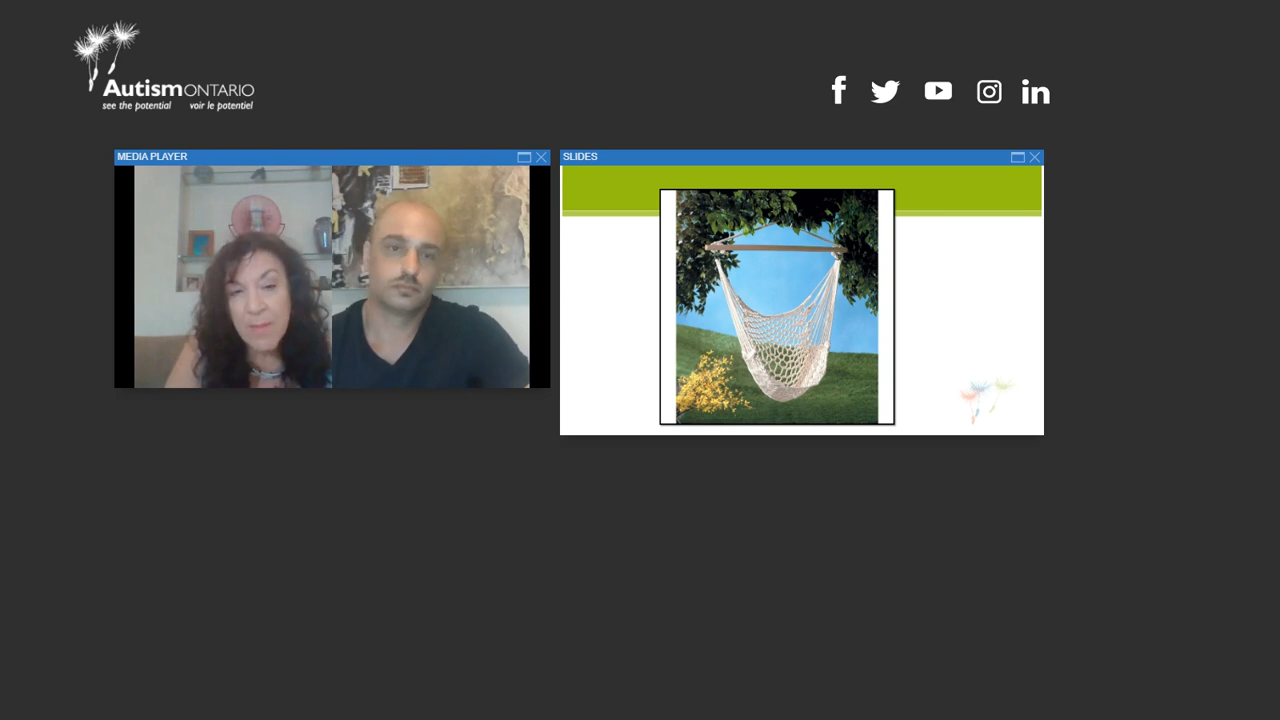 Autism ONTARIO
see the potential voir le potentiel
MEDIA PLAYER
SLIDES